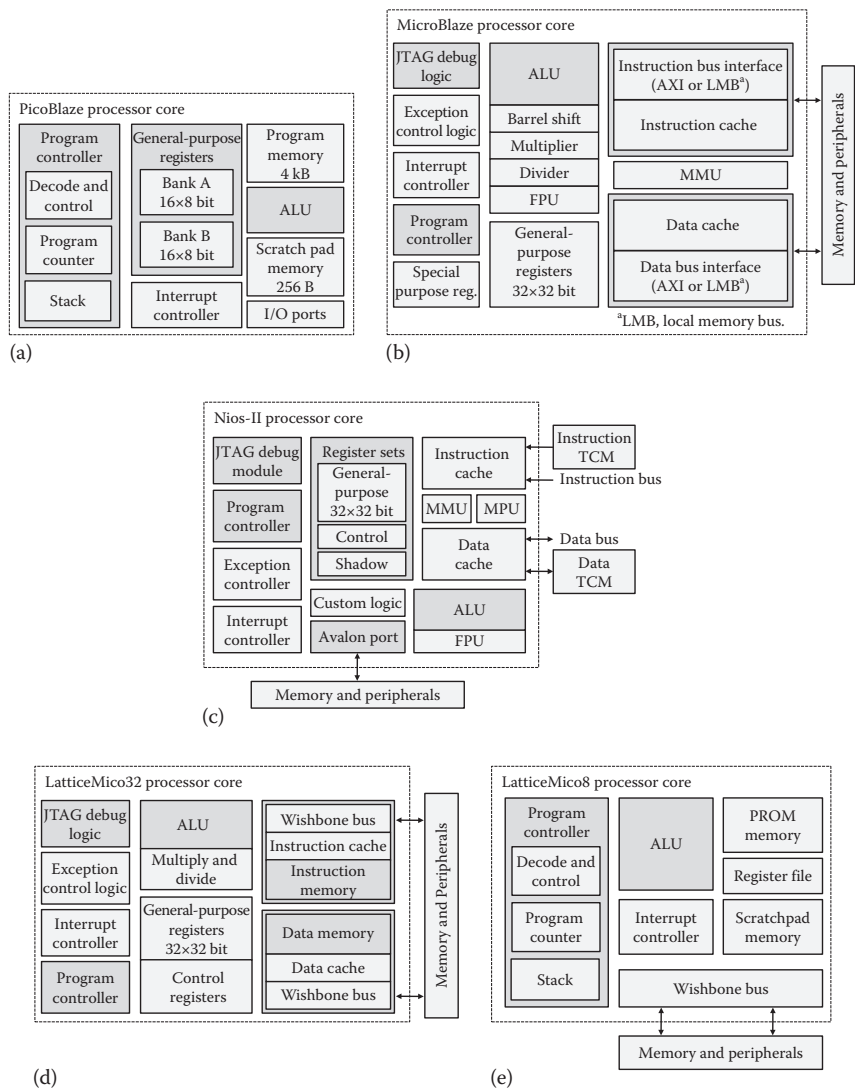 PicoBlaze processor core
Program
controller
Decode and
control
Program
counter
Stack
General-purpose
registers
Bank A
16×8 bit
Bank B
16×8 bit
Interrupt
controller
Program
memory
4 kB
ALU
Scratch pad
memory
256 B
I/O ports
(a)
MicroBlaze processor core
JTAG debug
logic
Exception
control logic
Interrupt
controller
Program
controller
Special
purpose reg.
ALU
Barrel shift
Multiplier
Divider
FPU
General-
purpose
registers
32×32 bit
Instruction bus interface
(AXI or LMBᵃ)
Instruction cache
MMU
Data cache
Data bus interface
(AXI or LMBᵃ)
ᵃLMB, local memory bus.
Memory and peripherals
(b)
Nios-II processor core
JTAG debug
module
Program
controller
Exception
controller
Interrupt
controller
Register sets
General-
purpose
32×32 bit
Control
Shadow
Custom logic
Avalon port
Instruction
cache
MMU
MPU
Data
cache
ALU
FPU
Instruction
TCM
Instruction bus
Data bus
Data
TCM
Memory and peripherals
(c)
LatticeMico32 processor core
JTAG debug
logic
Exception
control logic
Interrupt
controller
Program
controller
ALU
Multiply and
divide
General-purpose
registers
32×32 bit
Control
registers
Wishbone bus
Instruction cache
Instruction
memory
Data memory
Data cache
Wishbone bus
Memory and Peripherals
(d)
LatticeMico8 processor core
Program
controller
Decode and
control
Program
counter
Stack
ALU
Interrupt
controller
PROM
memory
Register file
Scratchpad
memory
Wishbone bus
Memory and peripherals
(e)